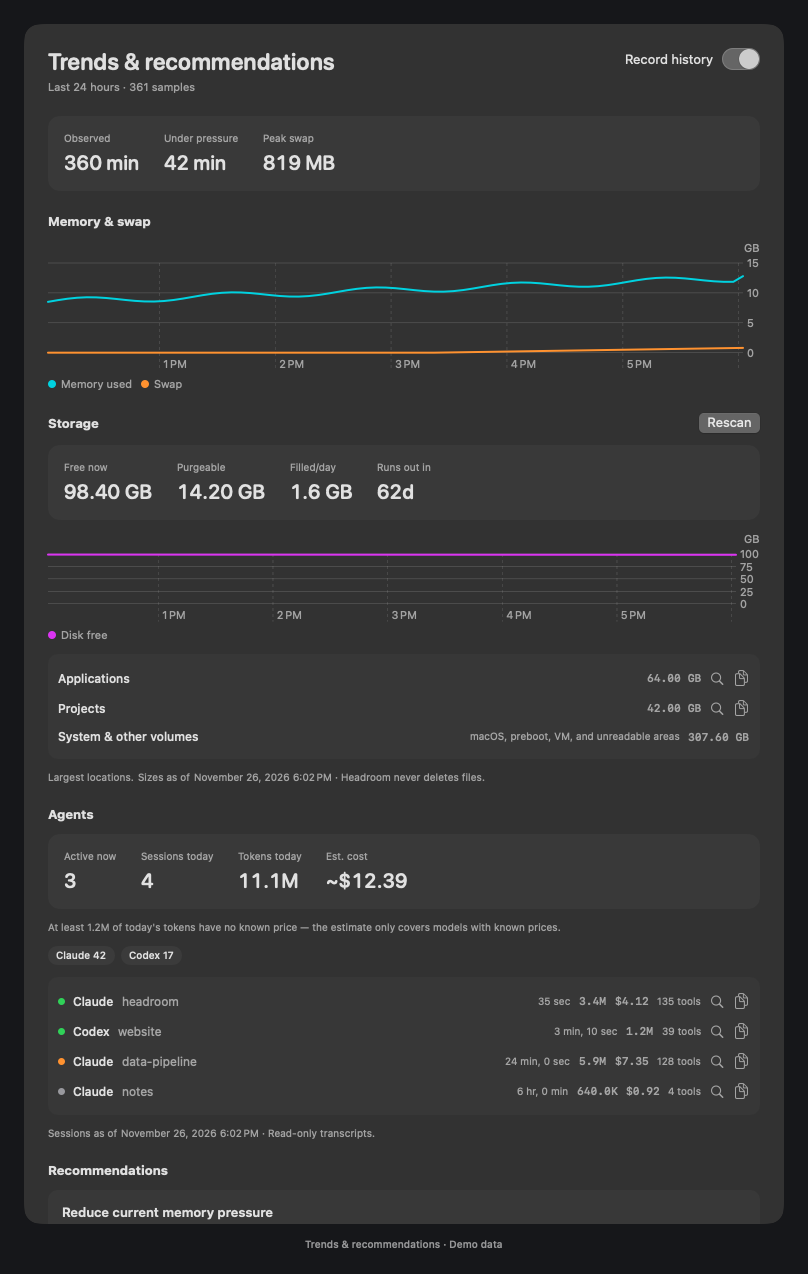 Trends & recommendations
Record history
Last 24 hours · 361 samples
Observed Under pressure Peak swap
360 min 42 min 819 MB
Memory & swap
GB
15
10
5
0
1 PM 2 PM 3 PM 4 PM 5 PM
Memory used Swap
Storage Rescan
Free now Purgeable Filled/day Runs out in
98.40 GB 14.20 GB 1.6 GB 62d
GB
100
75
50
25
0
1 PM 2 PM 3 PM 4 PM 5 PM
Disk free
Applications 64.00 GB
Projects 42.00 GB
System & other volumes macOS, preboot, VM, and unreadable areas 307.60 GB
Largest locations. Sizes as of November 26, 2026 6:02 PM · Headroom never deletes files.
Agents
Active now Sessions today Tokens today Est. cost
3 4 11.1M ~$12.39
At least 1.2M of today's tokens have no known price — the estimate only covers models with known prices.
Claude 42 Codex 17
Claude headroom 35 sec 3.4M $4.12 135 tools
Codex website 3 min, 10 sec 1.2M 39 tools
Claude data-pipeline 24 min, 0 sec 5.9M $7.35 128 tools
Claude notes 6 hr, 0 min 640.0K $0.92 4 tools
Sessions as of November 26, 2026 6:02 PM · Read-only transcripts.
Recommendations
Reduce current memory pressure
Trends & recommendations · Demo data